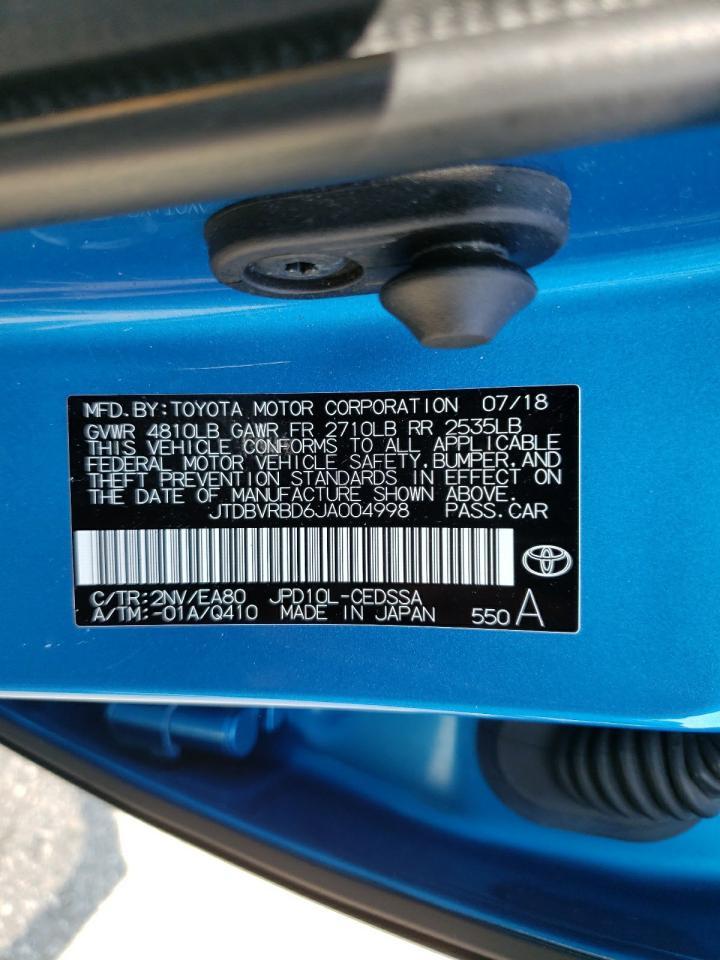 MFD. BY: TOYOTA MOTOR CORPORATION 07/18
GVWR 4810LB GAWR FR 2710LB RR 2535LB
THIS VEHICLE CONFORMS TO ALL APPLICABLE
FEDERAL MOTOR VEHICLE SAFETY, BUMPER, AND
THEFT PREVENTION STANDARDS IN EFFECT ON
THE DATE OF MANUFACTURE SHOWN ABOVE.
JTDBVRBD6JA004998 PASS.CAR
C/TR:2NV/EA80 JPD10L-CEDSSA
A/TM:-01A/Q410 MADE IN JAPAN 550 A